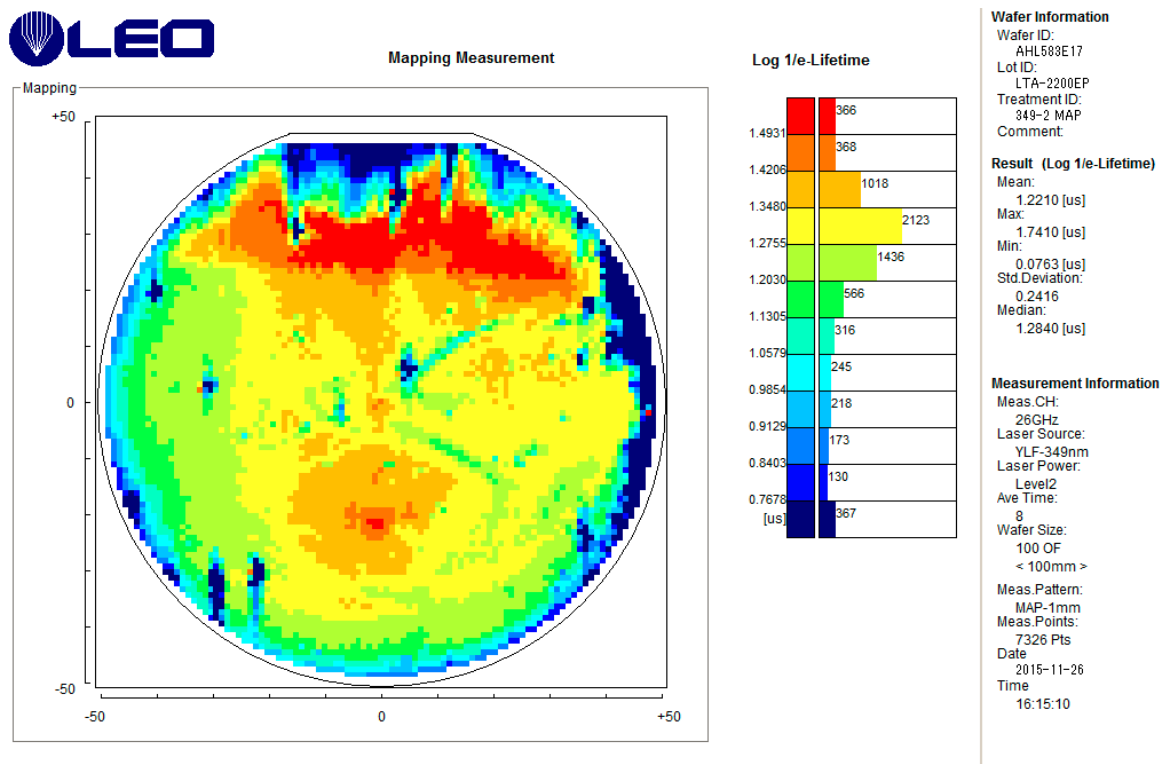 LEO
Mapping Measurement
Log 1/e-Lifetime
Mapping
+50
0
-50
-50
0
+50
366
1.4931
368
1.4206
1018
1.3480
2123
1.2755
1436
1.2030
566
1.1305
316
1.0579
245
0.9854
218
0.9129
173
0.8403
130
0.7678
[us]
367
Wafer Information
Wafer ID:
AHL583E17
Lot ID:
LTA-2200EP
Treatment ID:
349-2 MAP
Comment:
Result (Log 1/e-Lifetime)
Mean:
1.2210 [us]
Max:
1.7410 [us]
Min:
0.0763 [us]
Std.Deviation:
0.2416
Median:
1.2840 [us]
Measurement Information
Meas.CH:
26GHz
Laser Source:
YLF-349nm
Laser Power:
Level2
Ave Time:
8
Wafer Size:
100 OF
< 100mm >
Meas.Pattern:
MAP-1mm
Meas.Points:
7326 Pts
Date
2015-11-26
Time
16:15:10